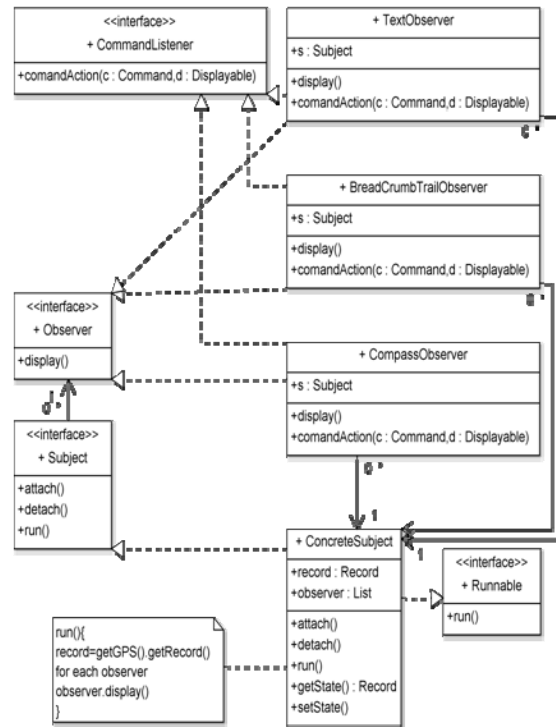 <<interface>>
+ CommandListener
+comandAction(c : Command,d : Displayable)
+ TextObserver
+s : Subject
+display()
+comandAction(c : Command,d : Displayable)
+ BreadCrumbTrailObserver
+s : Subject
+display()
+comandAction(c : Command,d : Displayable)
<<interface>>
+ Observer
+display()
+ CompassObserver
+s : Subject
+display()
+comandAction(c : Command,d : Displayable)
<<interface>>
+ Subject
+attach()
+detach()
+run()
1
1
+ ConcreteSubject
+record : Record
+observer : List
+attach()
+detach()
+run()
+getState() : Record
+setState()
<<interface>>
+ Runnable
+run()
run(){
record=getGPS().getRecord()
for each observer
observer.display()
}